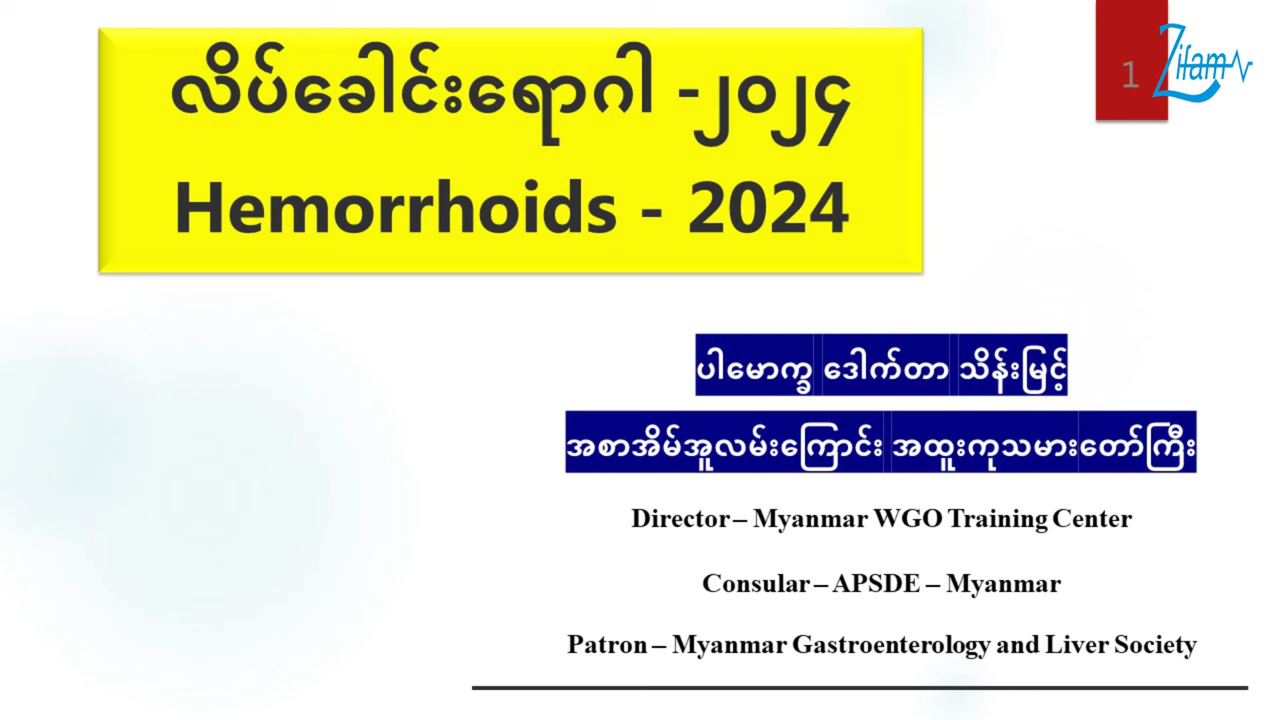 1
Zifam
လိပ်ခေါင်းရောဂါ -၂၀၂၄
Hemorrhoids - 2024
ပါမောက္ခ ဒေါက်တာ သိန်းမြင့်
အစာအိမ်အူလမ်းကြောင်း အထူးကုသမားတော်ကြီး
Director – Myanmar WGO Training Center
Consular – APSDE – Myanmar
Patron – Myanmar Gastroenterology and Liver Society